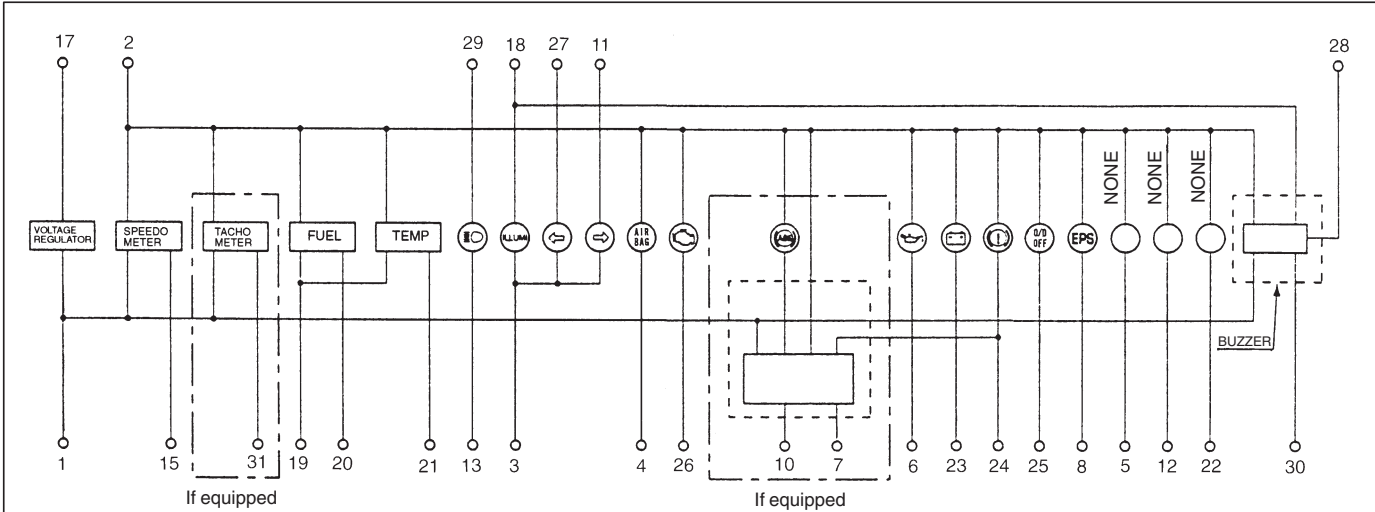 17 2 29 18 27 11 28
NONE NONE NONE
VOLTAGE REGULATOR
SPEEDO METER
TACHO METER
FUEL
TEMP
ILLUMI
AIR BAG
ABS
O/D OFF
EPS
BUZZER
1 15 31 19 20 21 13 3 4 26 10 7 6 23 24 25 8 5 12 22 30
If equipped If equipped